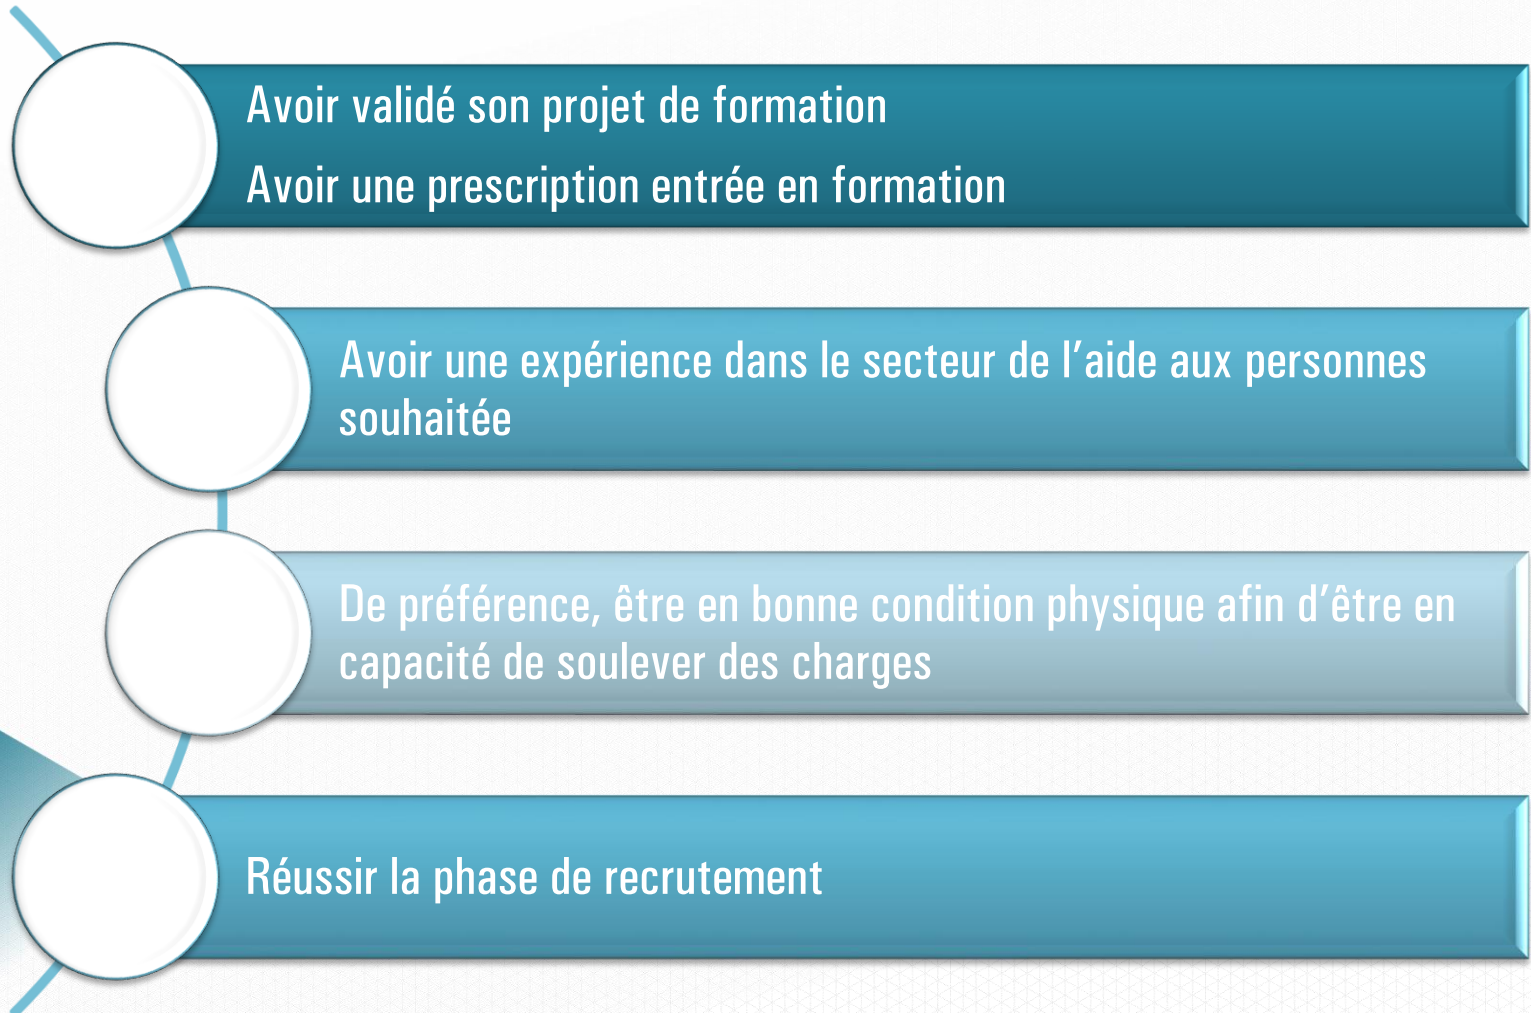 Avoir validé son projet de formation
Avoir une prescription entrée en formation
Avoir une expérience dans le secteur de l’aide aux personnes
souhaitée
De préférence, être en bonne condition physique afin d’être en
capacité de soulever des charges
Réussir la phase de recrutement